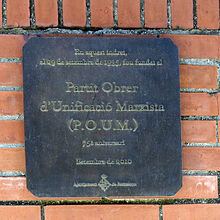 En aquest indret,
el 29 de setembre de 1935, fou fundat el
Partit Obrer
d'Unificació Marxista
(P.O.U.M.)
75è aniversari
Setembre de 2010
Ajuntament de Barcelona